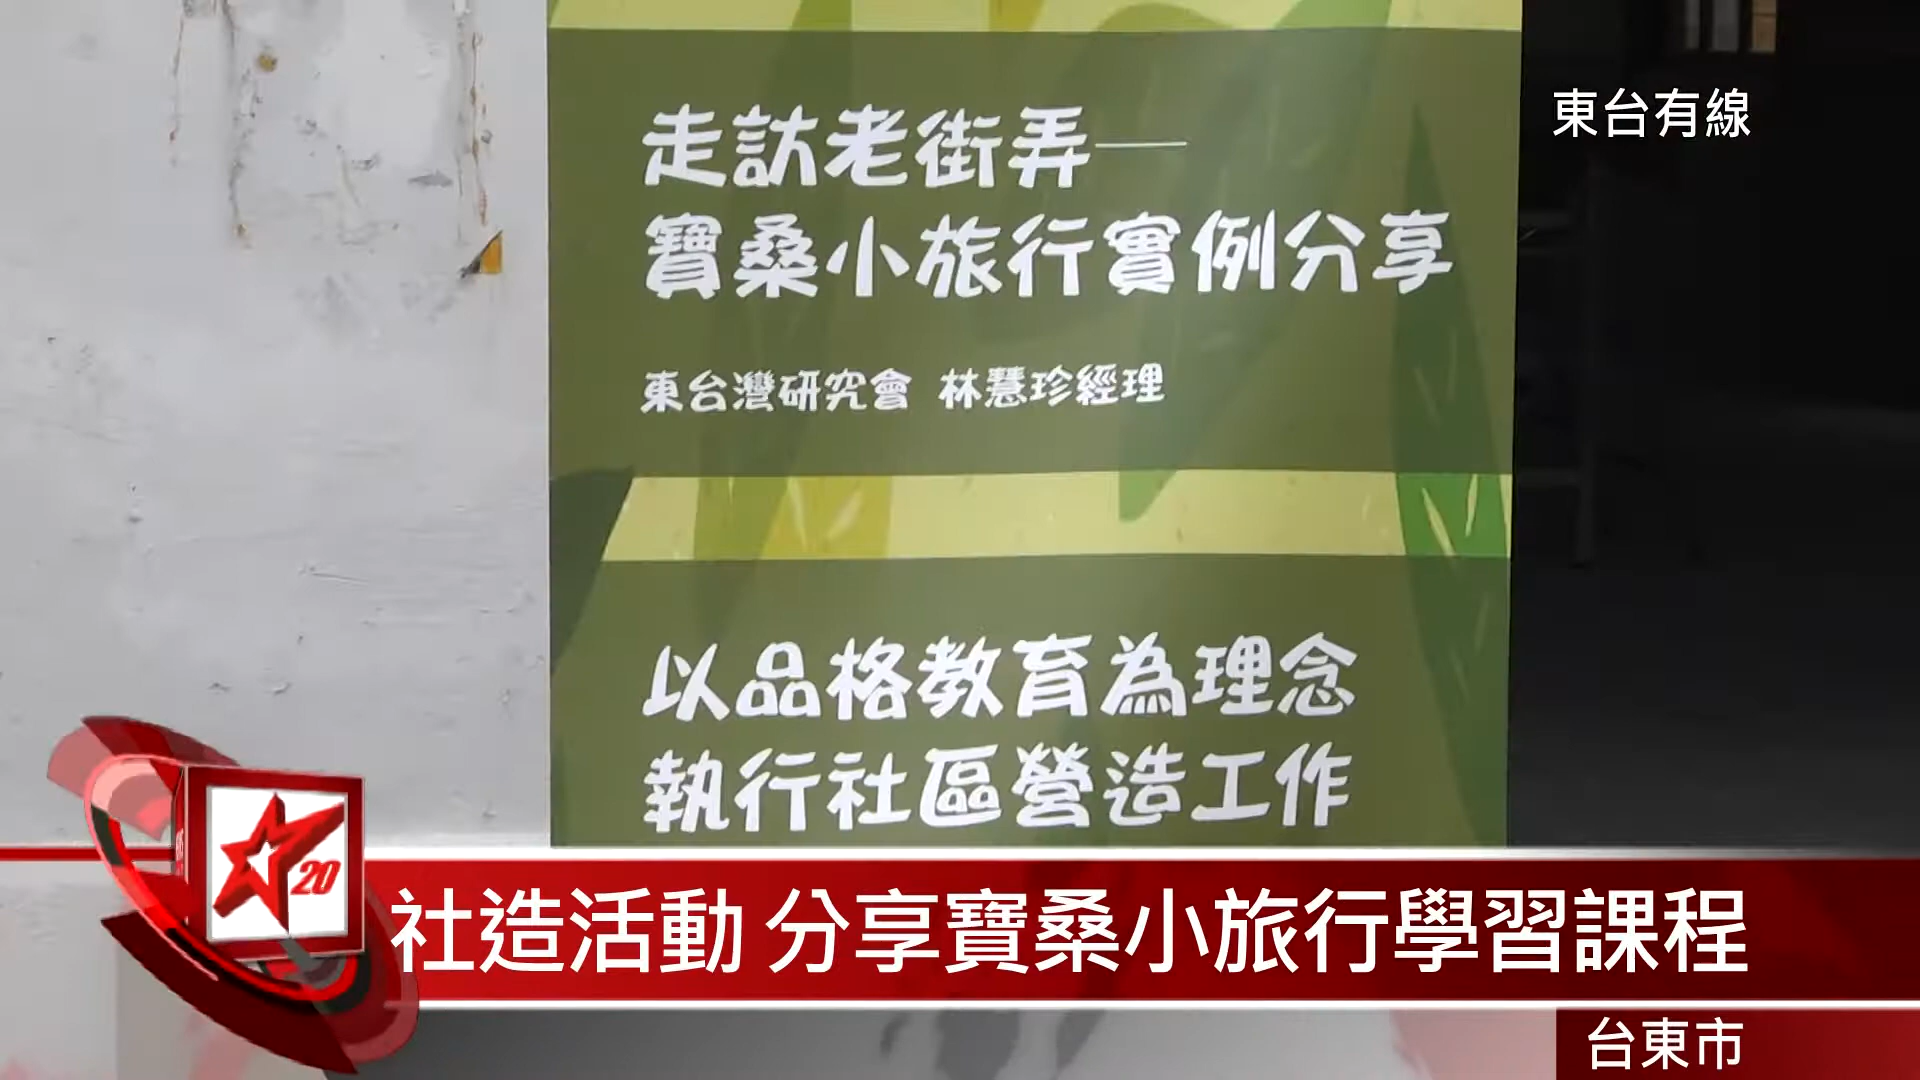 東台有線
走訪老街弄—
寶桑小旅行實例分享
東台灣研究會 林慧珍經理
以品格教育為理念
執行社區營造工作
20
社造活動 分享寶桑小旅行學習課程
台東市